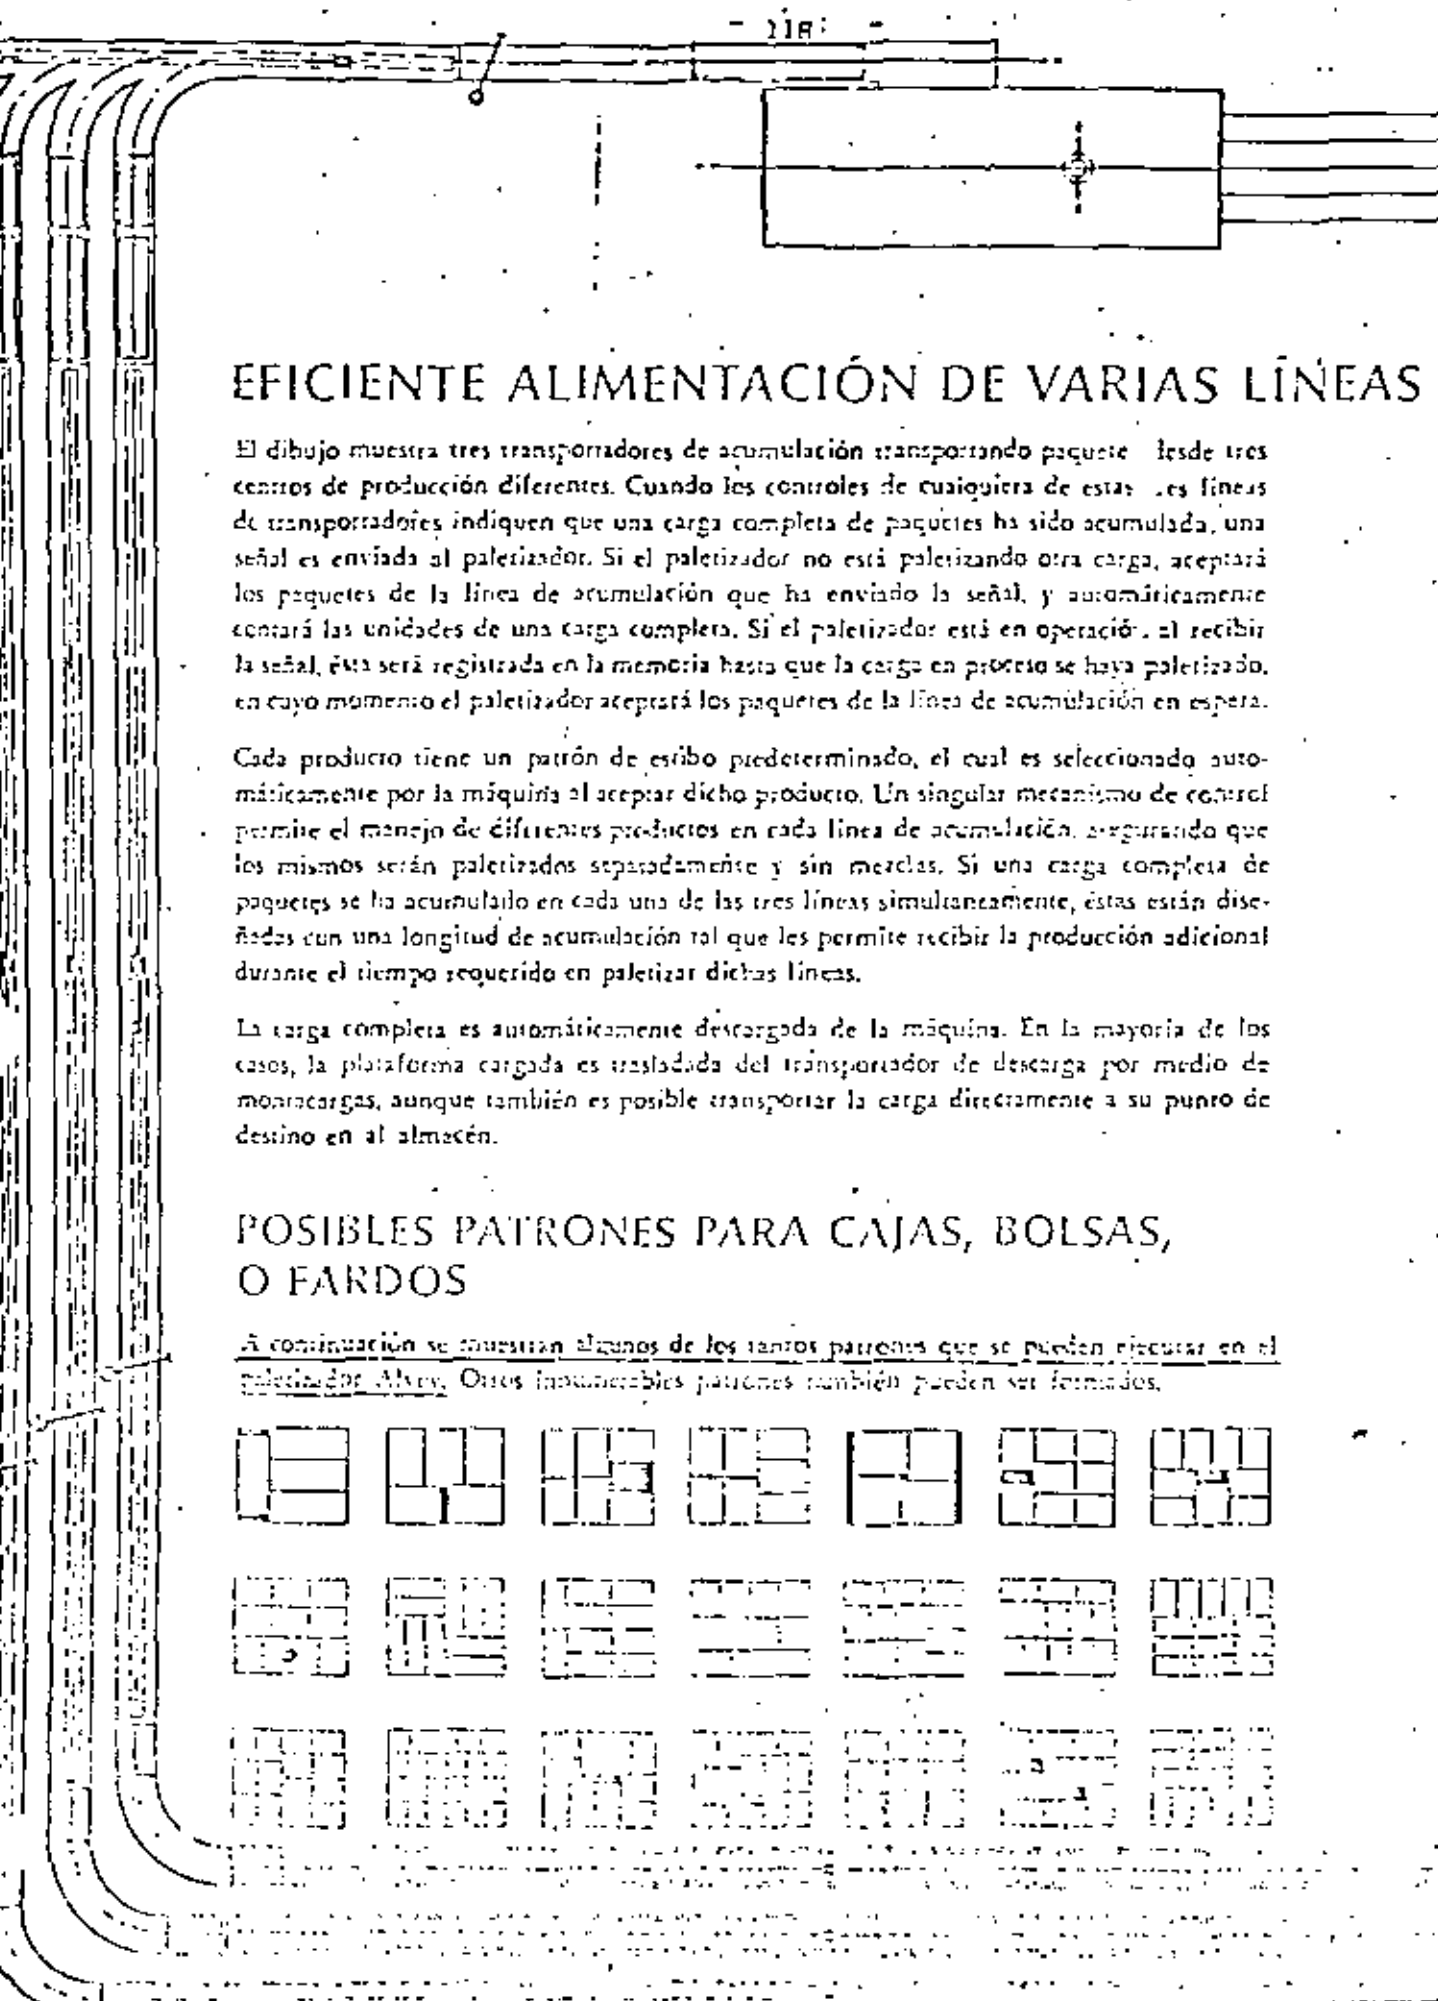 EFICIENTE ALIMENTACIÓN DE VARIAS LÍNEAS
El dibujo muestra tres transportadores de acumulación transportando paquete desde tres
centros de producción diferentes. Cuando los controles de cualquiera de estas líneas
de transportadores indiquen que una carga completa de paquetes ha sido acumulada, una
señal es enviada al paletizador. Si el paletizador no está paletizando otra carga, aceptará
los paquetes de la línea de acumulación que ha enviado la señal, y automáticamente
contará las unidades de una carga completa. Si el paletizador está en operación, al recibir
la señal, ésta será registrada en la memoria hasta que la carga en proceso se haya paletizado,
en cuyo momento el paletizador aceptará los paquetes de la línea de acumulación en espera.
Cada producto tiene un patrón de estibo predeterminado, el cual es seleccionado auto-
máticamente por la máquina al aceptar dicho producto. Un singular mecanismo de control
permite el manejo de diferentes productos en cada línea de acumulación, asegurando que
los mismos serán paletizados separadamente y sin mezclas. Si una carga completa de
paquetes se ha acumulado en cada una de las tres líneas simultaneamente, éstas están dise-
ñadas con una longitud de acumulación tal que les permite recibir la producción adicional
durante el tiempo requerido en paletizar dichas líneas.
La carga completa es automáticamente descargada de la máquina. En la mayoría de los
casos, la plataforma cargada es trasladada del transportador de descarga por medio de
montacargas, aunque también es posible transportar la carga directamente a su punto de
destino en al almacén.
POSIBLES PATRONES PARA CAJAS, BOLSAS,
O FARDOS
A continuación se muestran algunos de los tantos patrones que se pueden ejecutar en el
paletizador Alvey. Otros innumerables patrones también pueden ser formados.